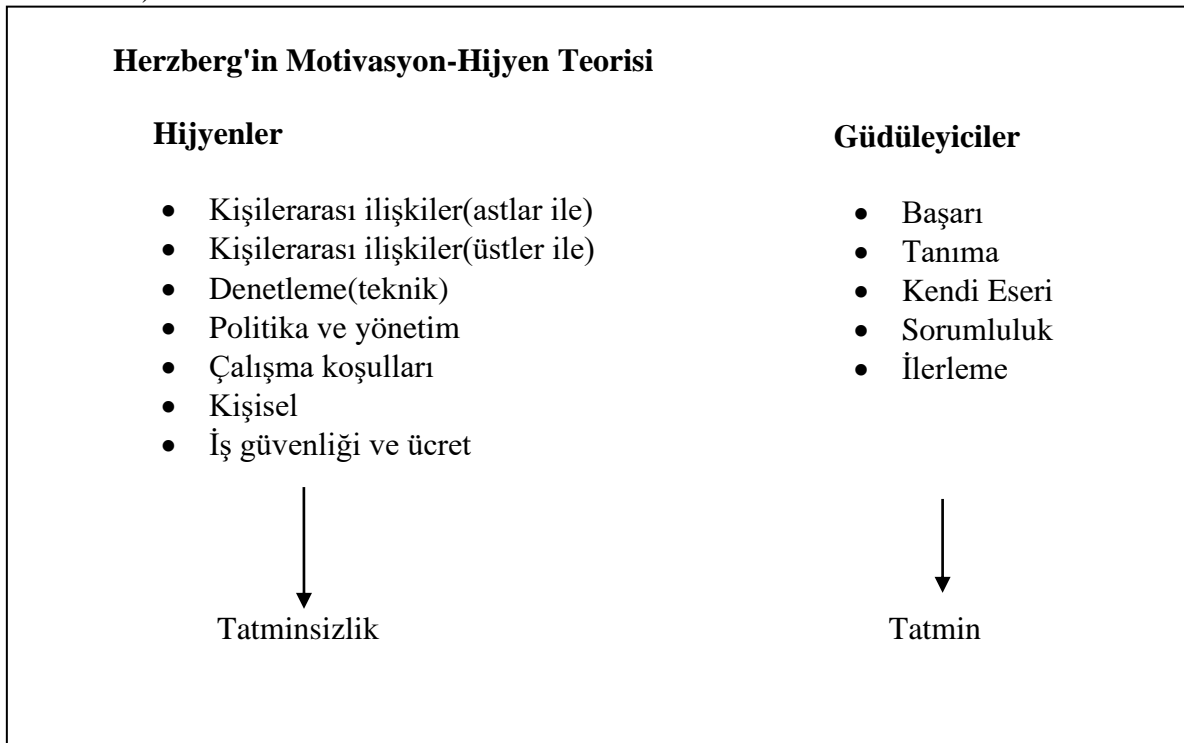 Herzberg'in Motivasyon-Hijyen Teorisi
Hijyenler
• Kişilerarası ilişkiler(astlar ile)
• Kişilerarası ilişkiler(üstler ile)
• Denetleme(teknik)
• Politika ve yönetim
• Çalışma koşulları
• Kişisel
• İş güvenliği ve ücret
Tatminsizlik
Güdüleyiciler
• Başarı
• Tanıma
• Kendi Eseri
• Sorumluluk
• İlerleme
Tatmin